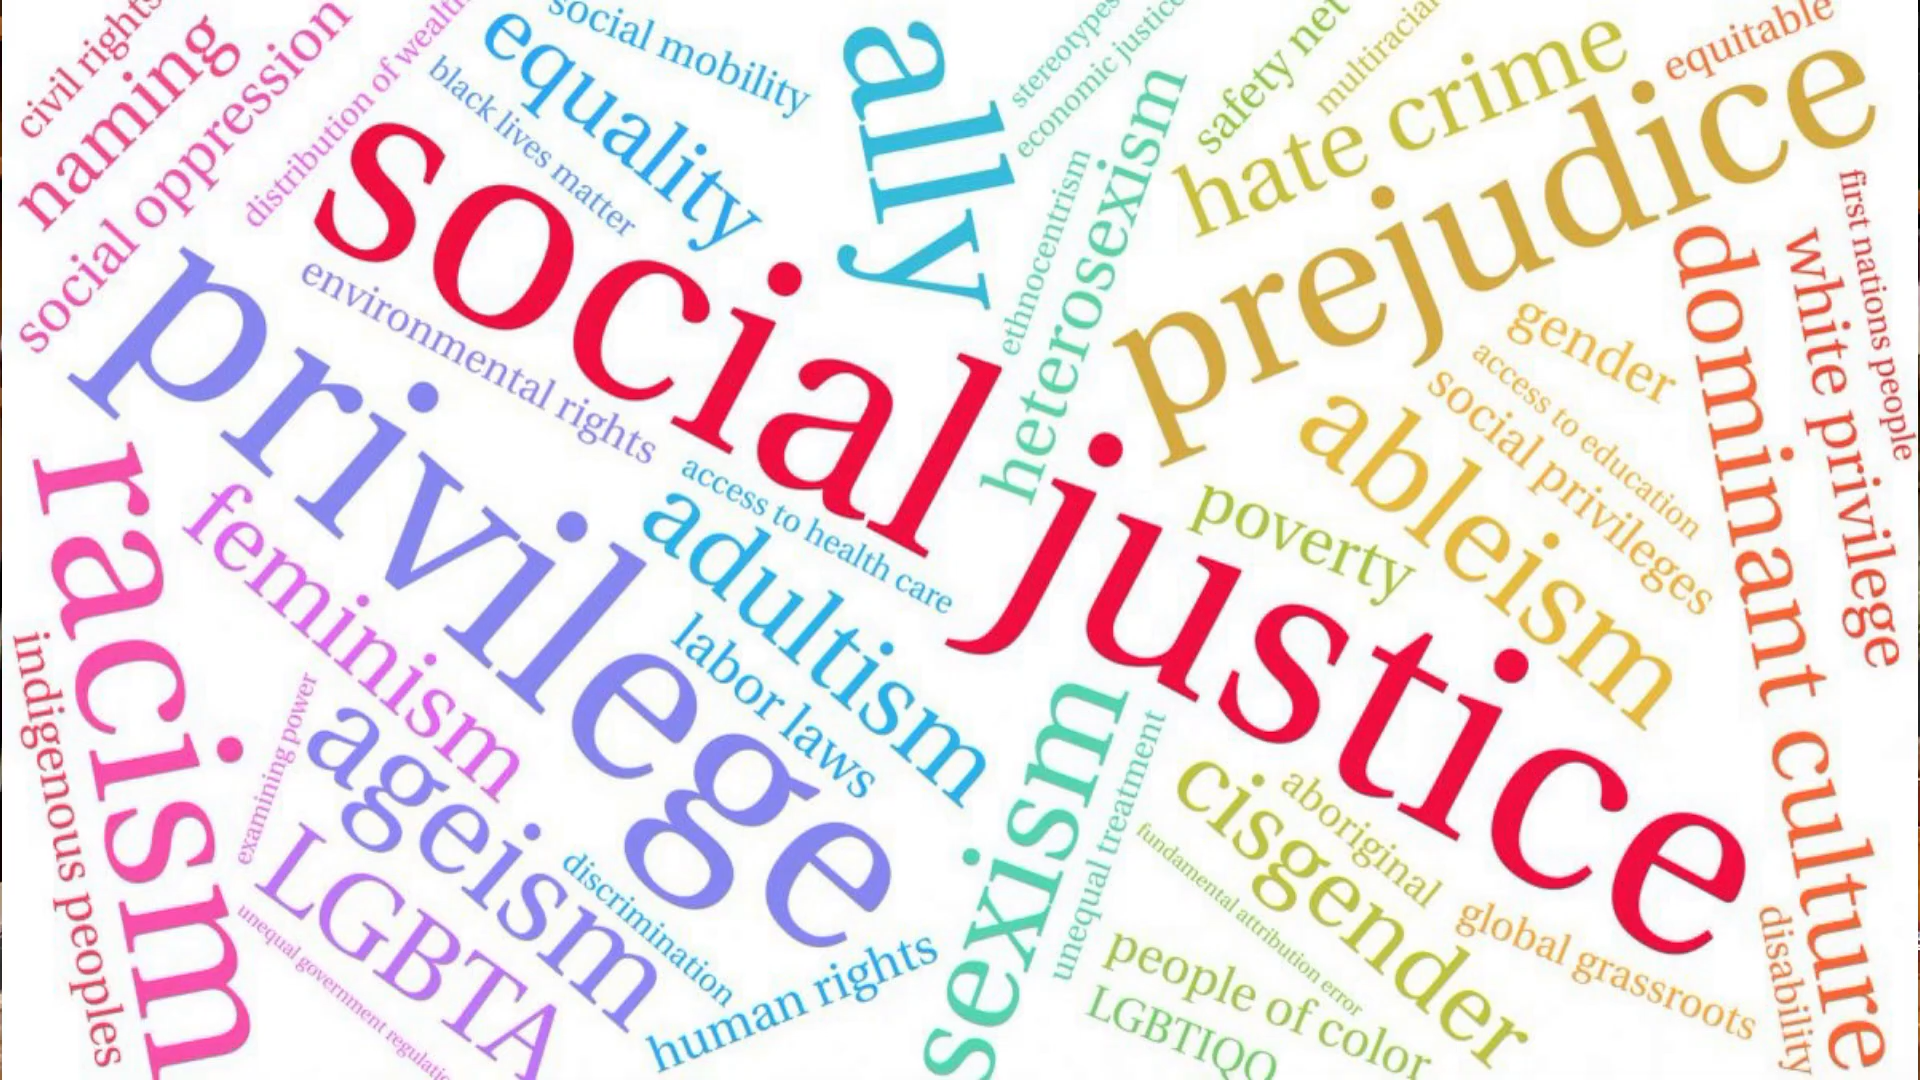 civil rights
naming
social oppression
distribution of wealth
social mobility
equality
black lives matter
ally
stereotypes
economic justice
safety net
multiracial
equitable
hate crime
prejudice
social justice
environmental rights
ethnocentrism
heterosexism
first nations people
white privilege
dominant culture
gender
access to education
social privileges
ableism
poverty
privilege
access to health care
adultism
labor laws
racism
feminism
indigenous peoples
examining power
ageism
LGBTA
discrimination
unequal government regulatio
human rights
sexism
unequal treatment
cisgender
aboriginal
fundamental attribution error
global grassroots
people of color
LGBTIQQ
disability